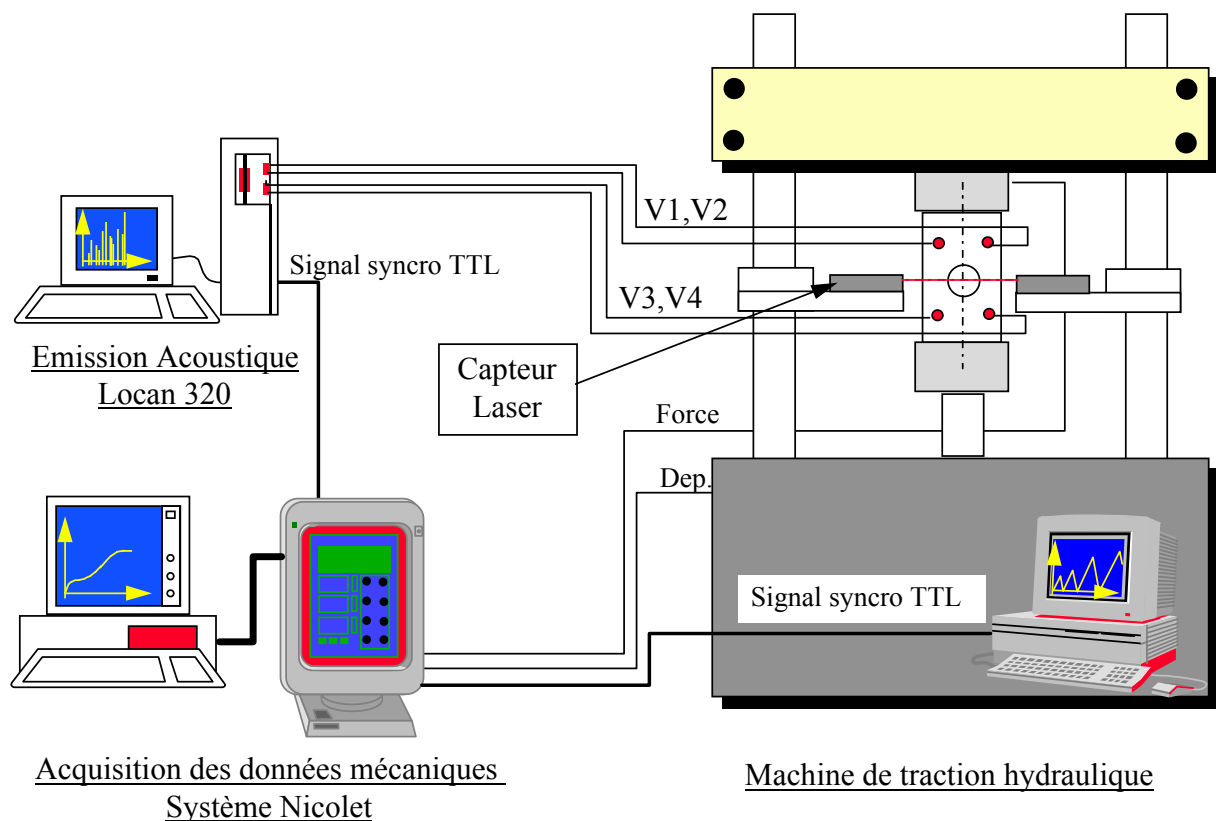 V1,V2
Signal syncro TTL
V3,V4
Emission Acoustique
Locan 320
Capteur
Laser
Force
Dep.
Signal syncro TTL
Acquisition des données mécaniques
Système Nicolet
Machine de traction hydraulique